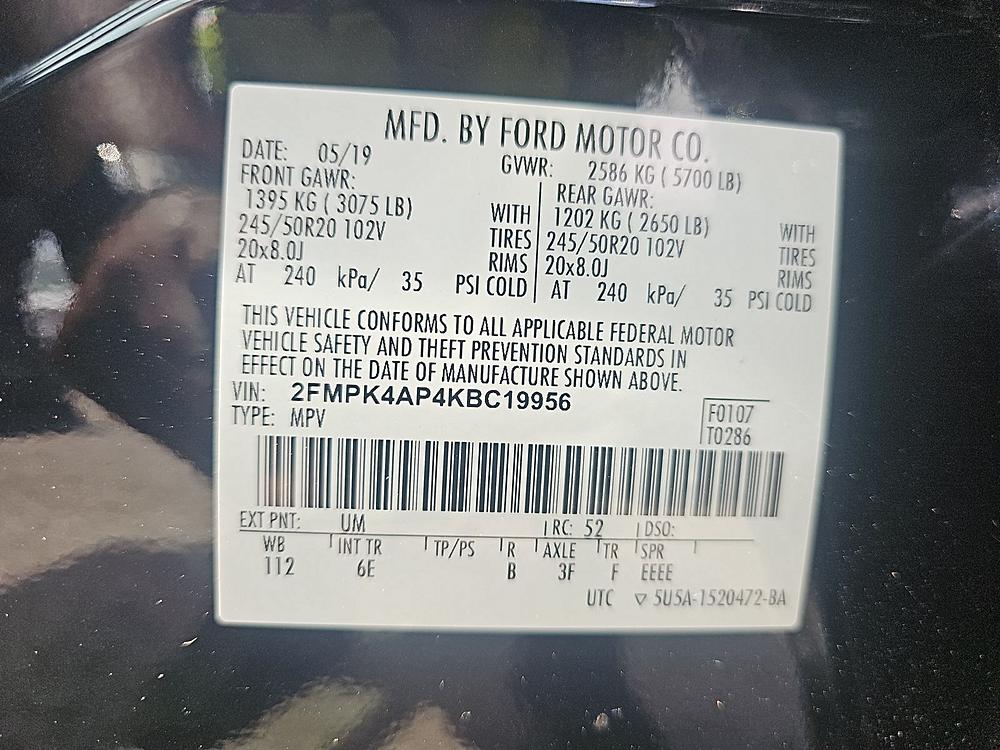 MFD. BY FORD MOTOR CO.
DATE: 05/19 GVWR: 2586 KG ( 5700 LB)
FRONT GAWR: REAR GAWR:
1395 KG ( 3075 LB) WITH 1202 KG ( 2650 LB) WITH
245/50R20 102V TIRES 245/50R20 102V TIRES
20x8.0J RIMS 20x8.0J RIMS
AT 240 kPa/ 35 PSI COLD AT 240 kPa/ 35 PSI COLD
THIS VEHICLE CONFORMS TO ALL APPLICABLE FEDERAL MOTOR
VEHICLE SAFETY AND THEFT PREVENTION STANDARDS IN
EFFECT ON THE DATE OF MANUFACTURE SHOWN ABOVE.
VIN: 2FMPK4AP4KBC19956
TYPE: MPV
F0107
T0286
EXT PNT: UM RC: 52 DSO:
WB INT TR TP/PS R AXLE TR SPR
112 6E B 3F F EEEE
UTC ▽ 5U5A-1520472-BA